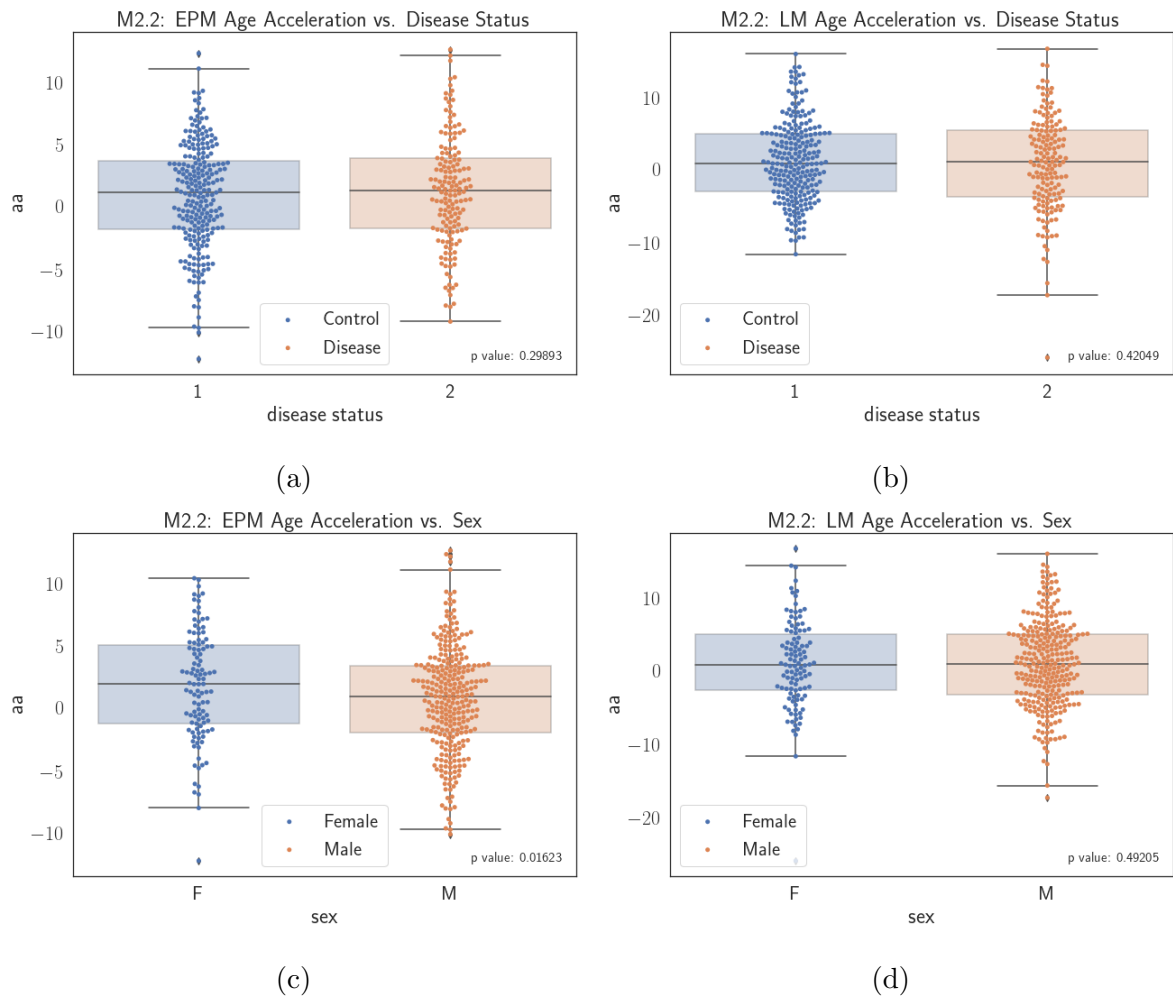 M2.2: EPM Age Acceleration vs. Disease Status
10
5
0
−5
−10
aa
Control
Disease
p value: 0.29893
1
2
disease status
(a)
M2.2: LM Age Acceleration vs. Disease Status
10
0
−10
−20
aa
Control
Disease
p value: 0.42049
1
2
disease status
(b)
M2.2: EPM Age Acceleration vs. Sex
10
5
0
−5
−10
aa
Female
Male
p value: 0.01623
F
M
sex
(c)
M2.2: LM Age Acceleration vs. Sex
10
0
−10
−20
aa
Female
Male
p value: 0.49205
F
M
sex
(d)